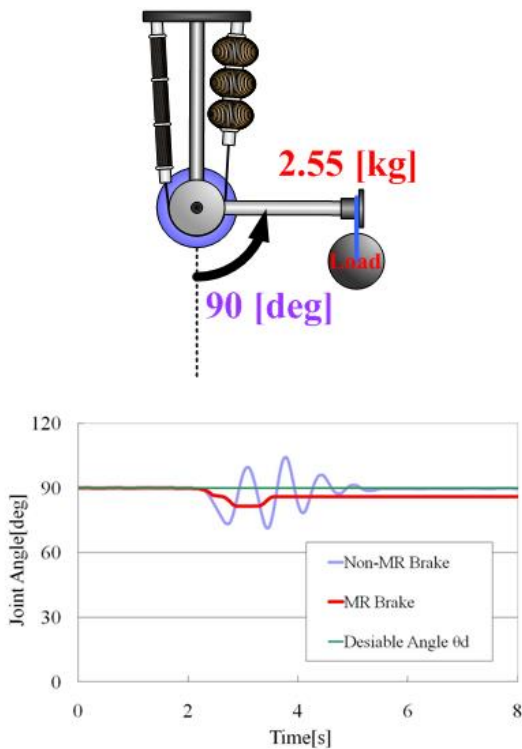 2.55 [kg]
Load
90 [deg]
120
90
60
30
0
Joint Angle[deg]
Non-MR Brake
MR Brake
Desiable Angle θd
0 2 4 6 8
Time[s]